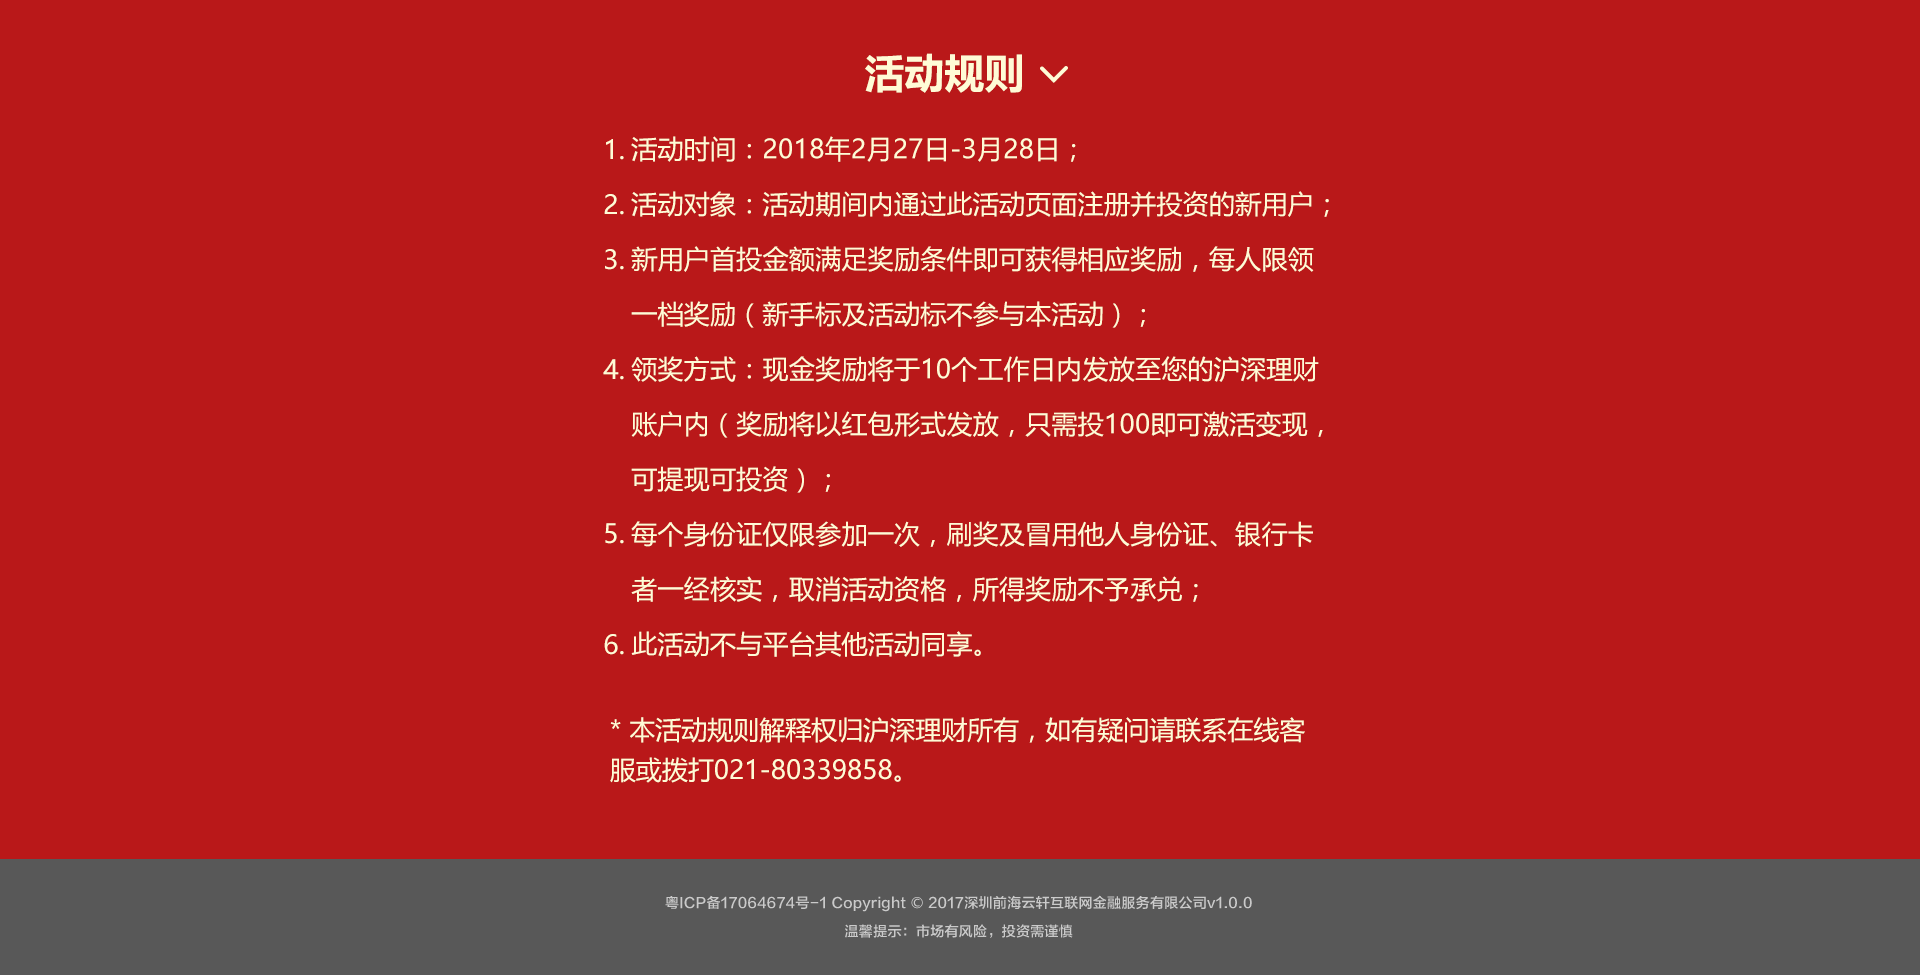 活动规则
1. 活动时间：2018年2月27日-3月28日；
2. 活动对象：活动期间内通过此活动页面注册并投资的新用户；
3. 新用户首投金额满足奖励条件即可获得相应奖励，每人限领
一档奖励（新手标及活动标不参与本活动）；
4. 领奖方式：现金奖励将于10个工作日内发放至您的沪深理财
账户内（奖励将以红包形式发放，只需投100即可激活变现，
可提现可投资）；
5. 每个身份证仅限参加一次，刷奖及冒用他人身份证、银行卡
者一经核实，取消活动资格，所得奖励不予承兑；
6. 此活动不与平台其他活动同享。
* 本活动规则解释权归沪深理财所有，如有疑问请联系在线客
服或拨打021-80339858。
粤ICP备17064674号-1 Copyright © 2017深圳前海云轩互联网金融服务有限公司v1.0.0
温馨提示：市场有风险，投资需谨慎